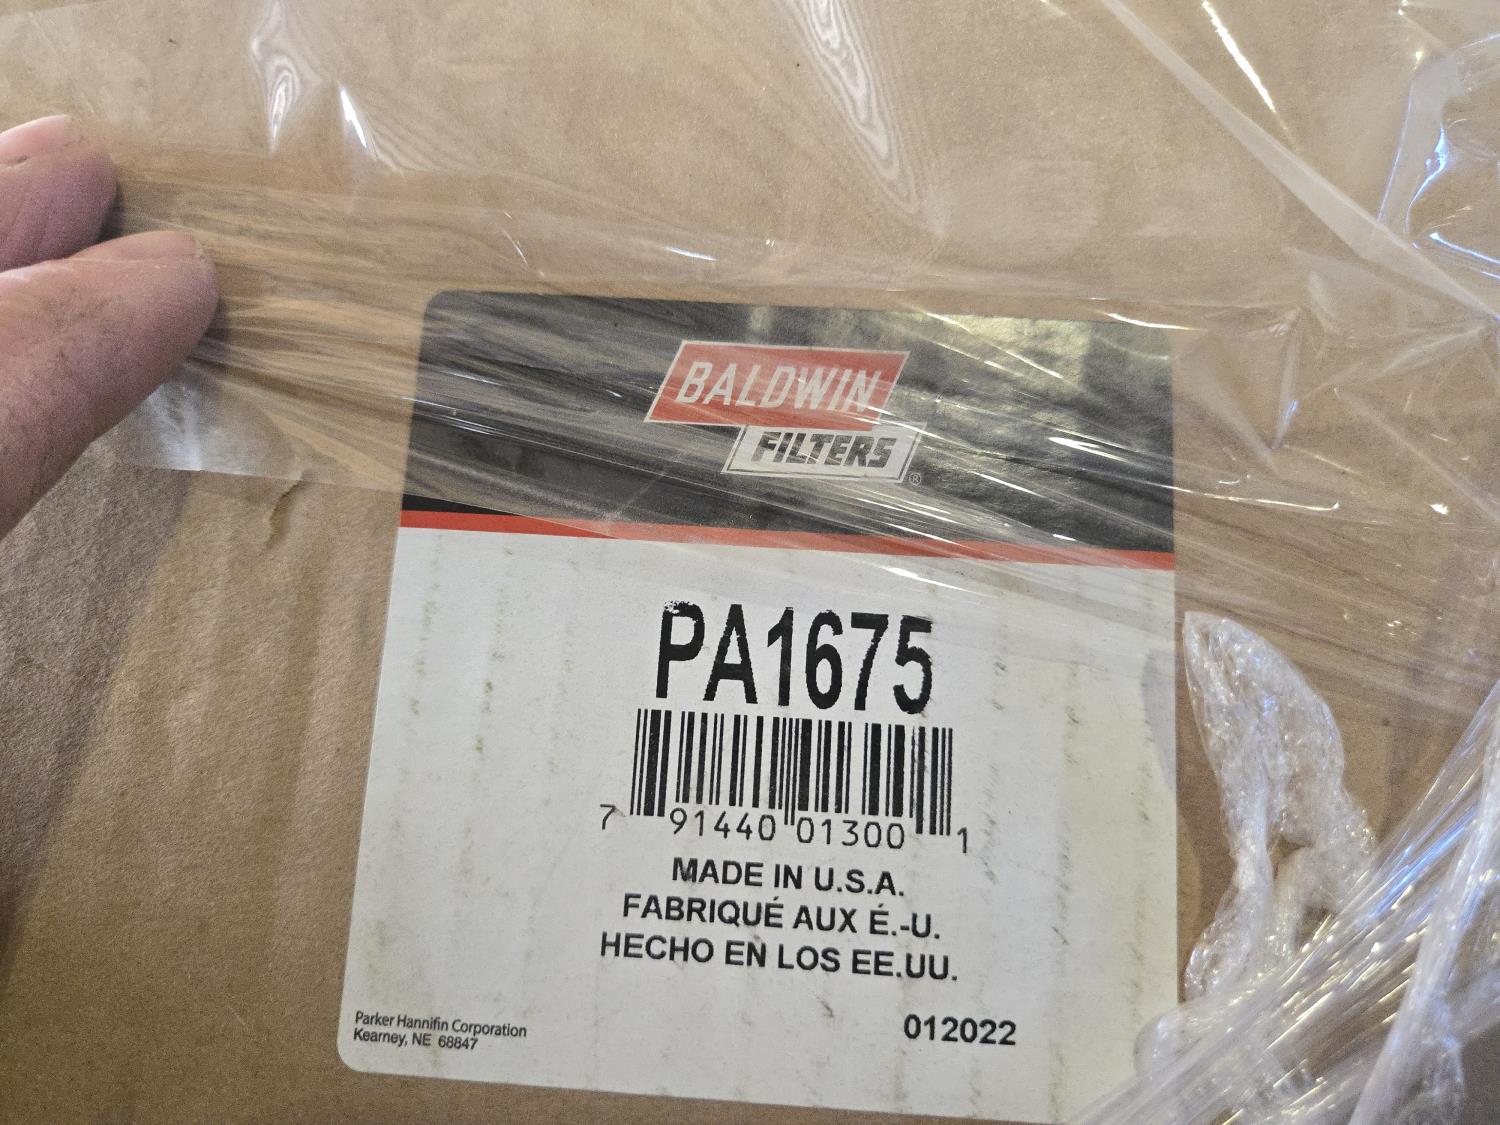 BALDWIN
FILTERS®
PA1675
7 91440 01300 1
MADE IN U.S.A.
FABRIQUÉ AUX É.-U.
HECHO EN LOS EE.UU.
012022
Parker Hannifin Corporation
Kearney, NE 68847